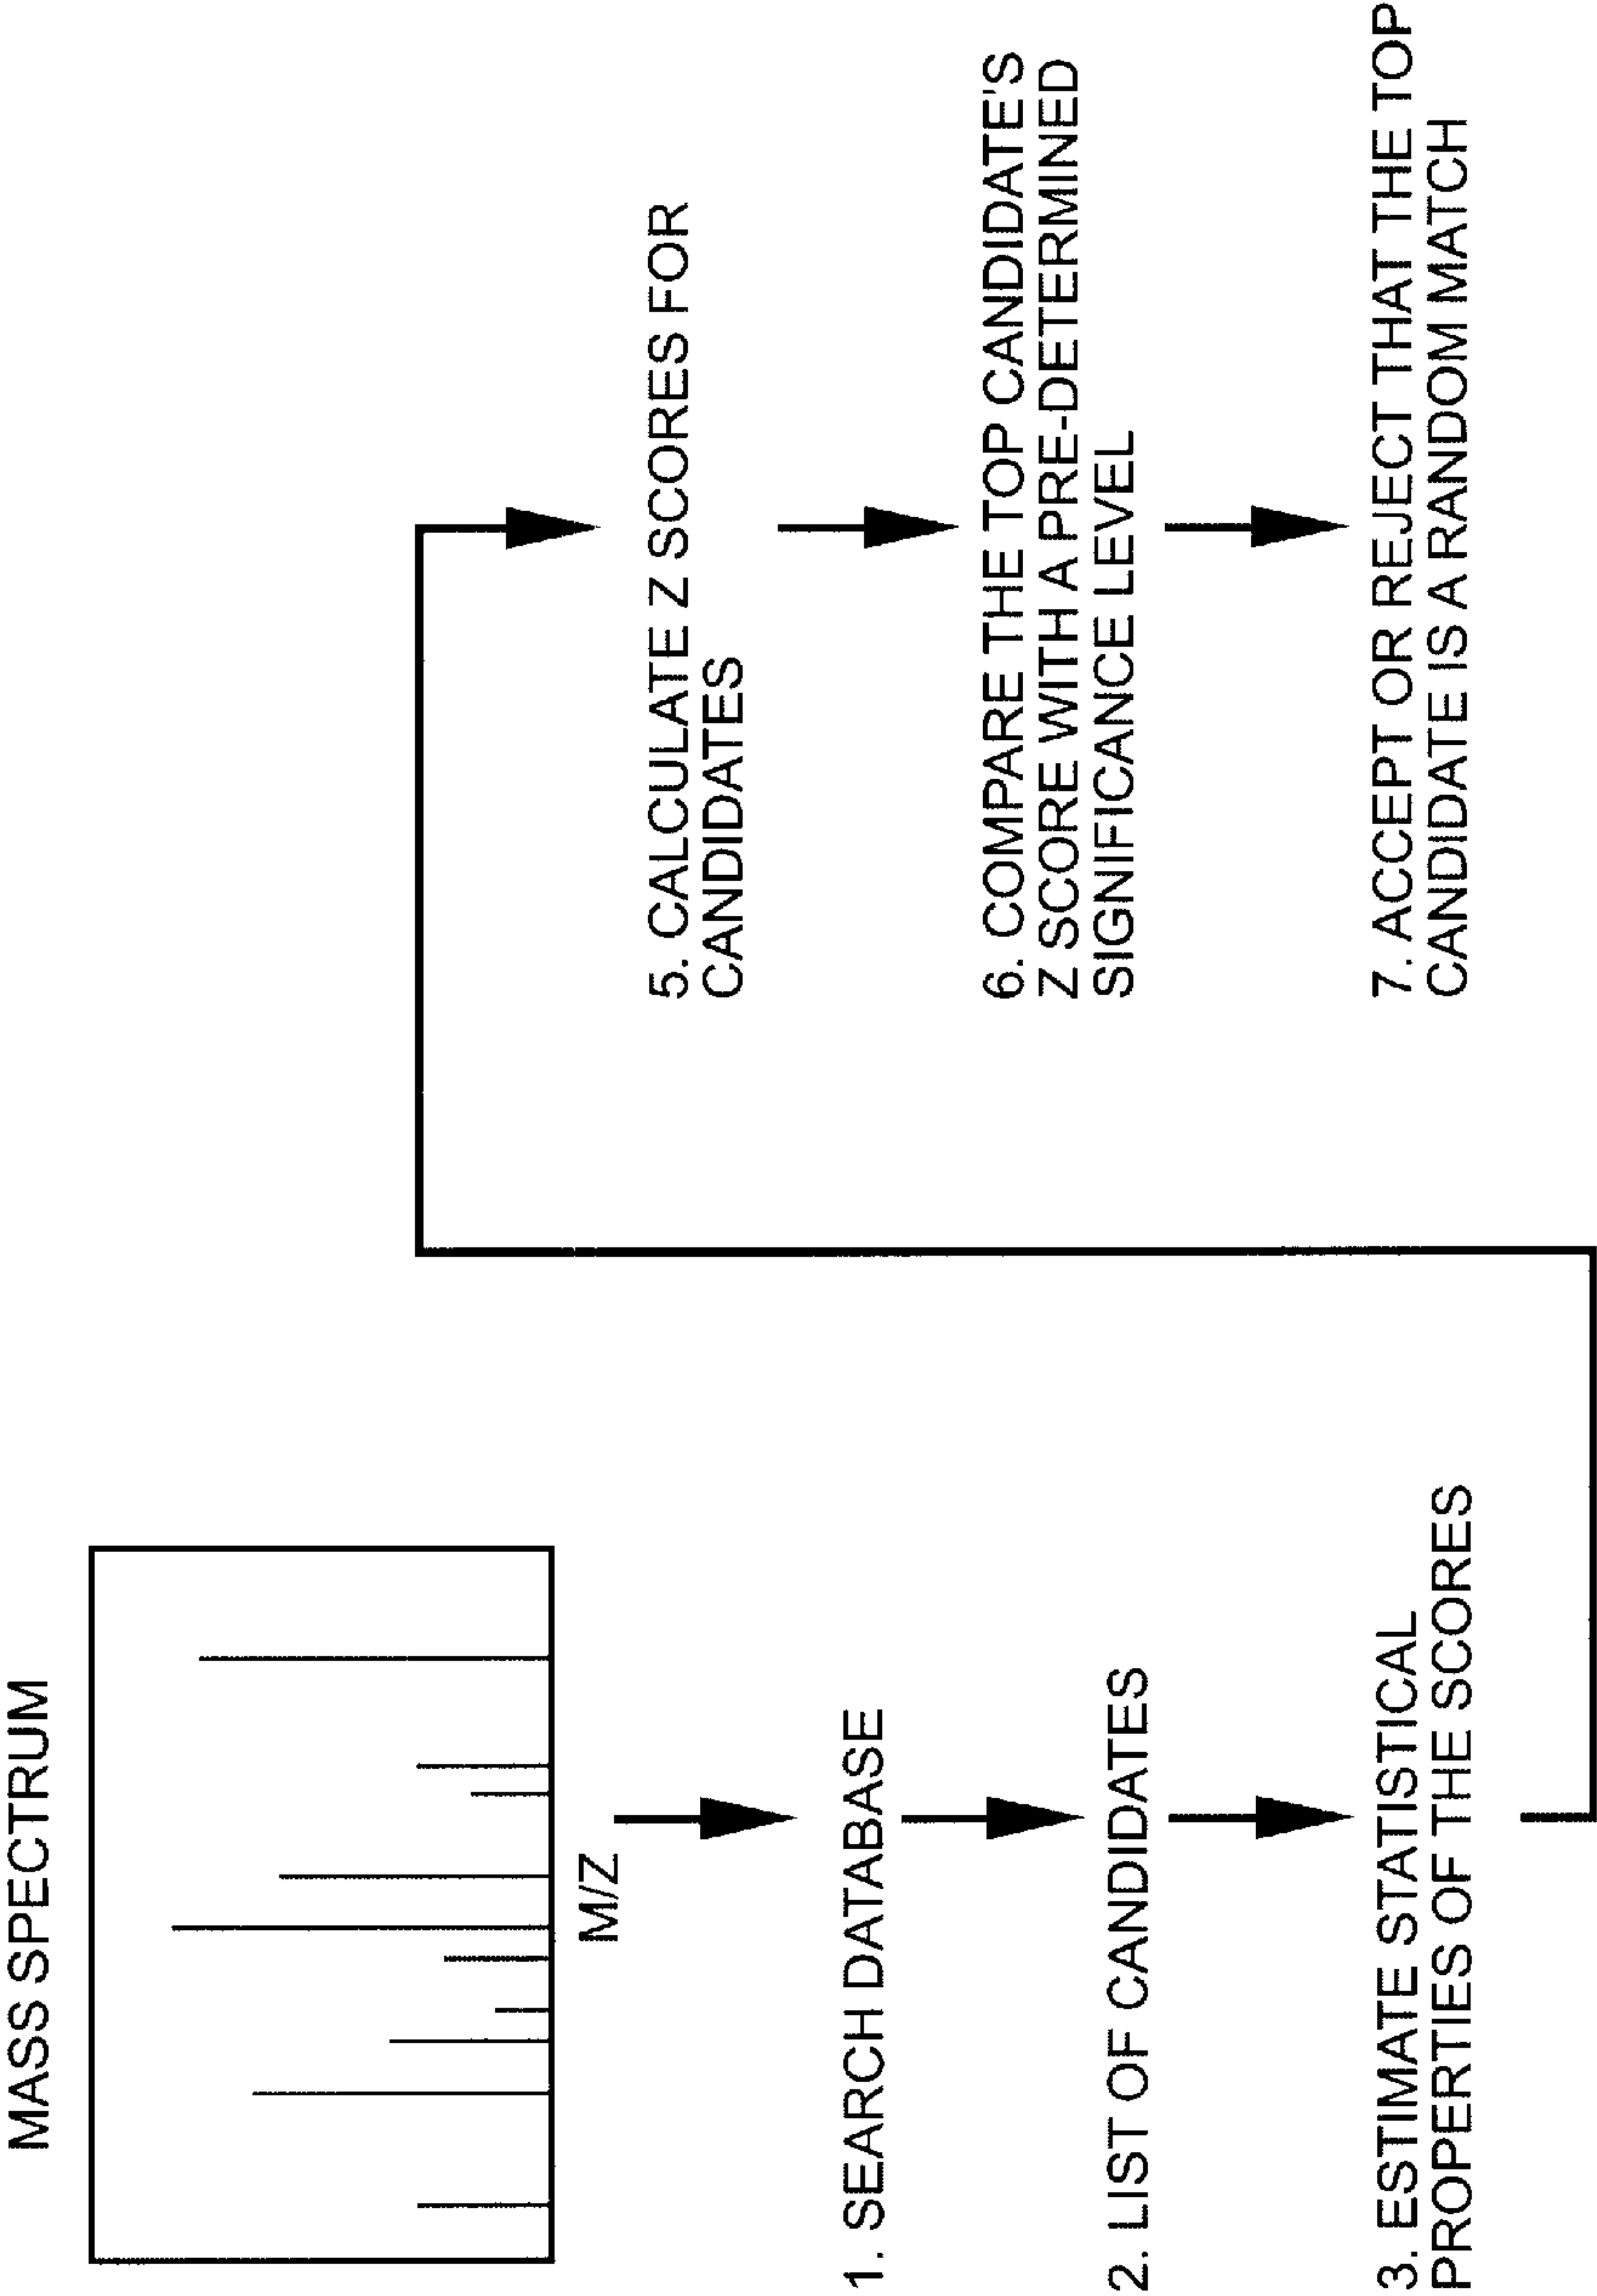 MASS SPECTRUM
M/Z
1. SEARCH DATABASE
2. LIST OF CANDIDATES
3. ESTIMATE STATISTICAL
PROPERTIES OF THE SCORES
5. CALCULATE Z SCORES FOR
CANDIDATES
6. COMPARE THE TOP CANDIDATE'S
Z SCORE WITH A PRE-DETERMINED
SIGNIFICANCE LEVEL
7. ACCEPT OR REJECT THAT THE TOP
CANDIDATE IS A RANDOM MATCH